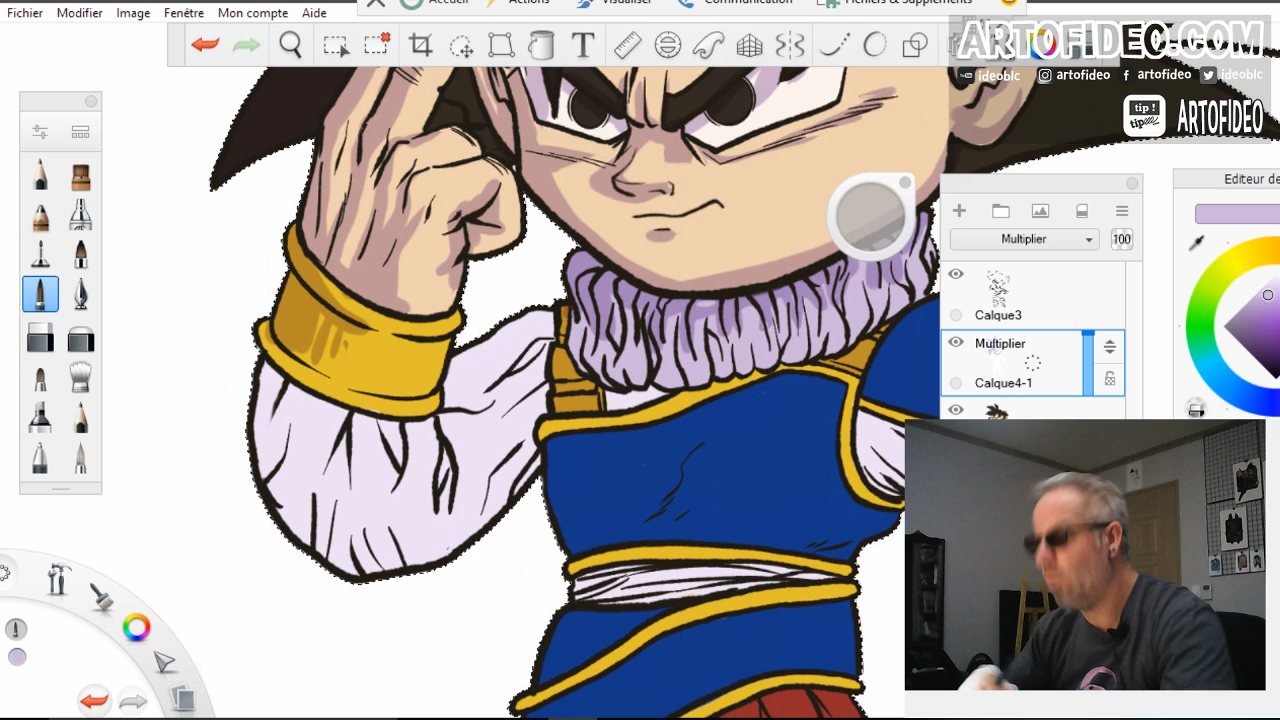 Accueil Actions Visualiser Communication Fichiers & Suppléments
Fichier Modifier Image Fenêtre Mon compte Aide
ARTOFIDEO.COM
ideoblc artofideo artofideo ideoblc
tip !
tip
ARTOFIDEO
Editeur de
Multiplier 100
Calque3
Multiplier
Calque4-1